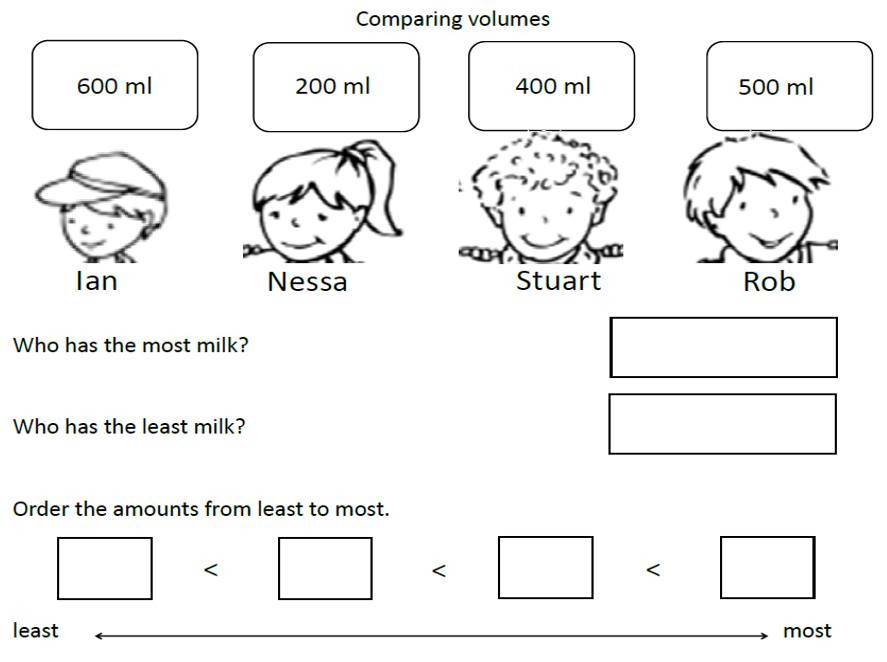 Comparing volumes
600 ml 200 ml 400 ml 500 ml
Ian Nessa Stuart Rob
Who has the most milk?
Who has the least milk?
Order the amounts from least to most.
< < <
least most